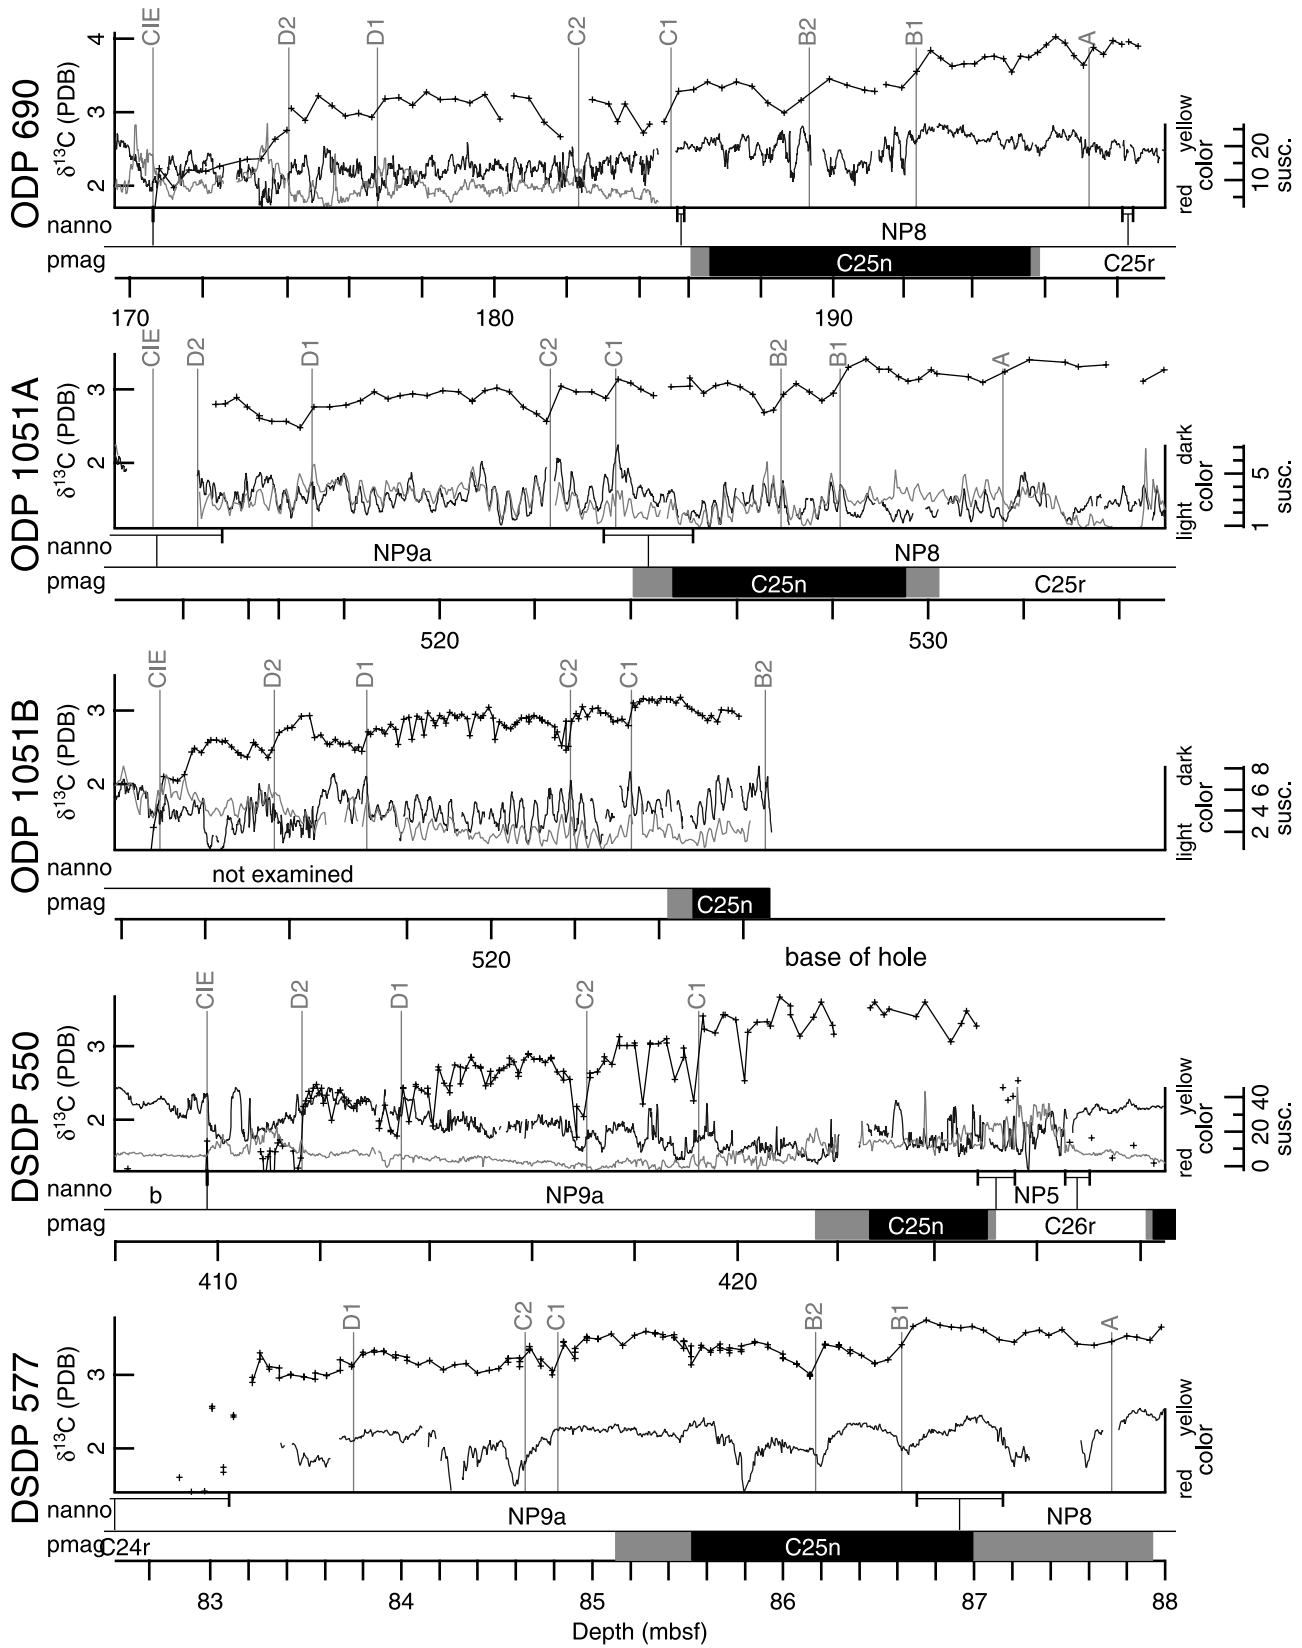 ODP 690
CIE D2 D1 C2 C1 B2 B1 A
δ¹³C (PDB)
4
3
2
red yellow
color
10 20
susc.
nanno
NP8
pmag
C25n
C25r
170 180 190
ODP 1051A
CIE D2 D1 C2 C1 B2 B1 A
δ¹³C (PDB)
3
2
light dark
color
1 5
susc.
nanno
NP9a
NP8
pmag
C25n
C25r
520 530
ODP 1051B
CIE D2 D1 C2 C1 B2
δ¹³C (PDB)
3
2
light dark
color
2 4 6 8
susc.
nanno
not examined
pmag
C25n
520
base of hole
DSDP 550
CIE D2 D1 C2 C1
δ¹³C (PDB)
3
2
red yellow
color
0 20 40
susc.
nanno
b
NP9a
NP5
pmag
C25n
C26r
410 420
DSDP 577
D1 C2 C1 B2 B1 A
δ¹³C (PDB)
3
2
red yellow
color
nanno
NP9a
NP8
pmag
C24r
C25n
83 84 85 86 87 88
Depth (mbsf)